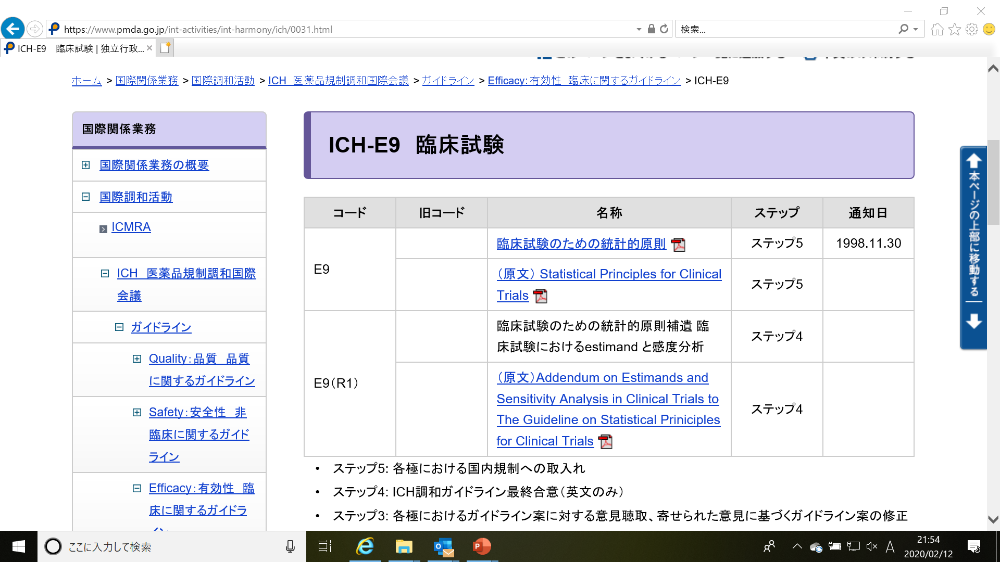 https://www.pmda.go.jp/int-activities/int-harmony/ich/0031.html
検索...
ICH-E9 臨床試験 | 独立行政...
ホーム > 国際関係業務 > 国際調和活動 > ICH 医薬品規制調和国際会議 > ガイドライン > Efficacy:有効性 臨床に関するガイドライン > ICH-E9
国際関係業務
国際関係業務の概要
国際調和活動
ICMRA
ICH 医薬品規制調和国際
会議
ガイドライン
Quality:品質 品質
に関するガイドライン
Safety:安全性 非
臨床に関するガイド
ライン
Efficacy:有効性 臨
床に関するガイドラ
イン
ICH-E9 臨床試験
コード 旧コード 名称 ステップ 通知日
E9
臨床試験のための統計的原則 ステップ5 1998.11.30
(原文) Statistical Principles for Clinical
Trials
ステップ5
E9(R1)
臨床試験のための統計的原則補遺 臨
床試験におけるestimand と感度分析
ステップ4
(原文)Addendum on Estimands and
Sensitivity Analysis in Clinical Trials to
The Guideline on Statistical Priniciples
for Clinical Trials
ステップ4
• ステップ5: 各極における国内規制への取入れ
• ステップ4: ICH調和ガイドライン最終合意(英文のみ)
• ステップ3: 各極におけるガイドライン案に対する意見聴取、寄せられた意見に基づくガイドライン案の修正
本ページの上部に移動する
ここに入力して検索
A
21:54
2020/02/12